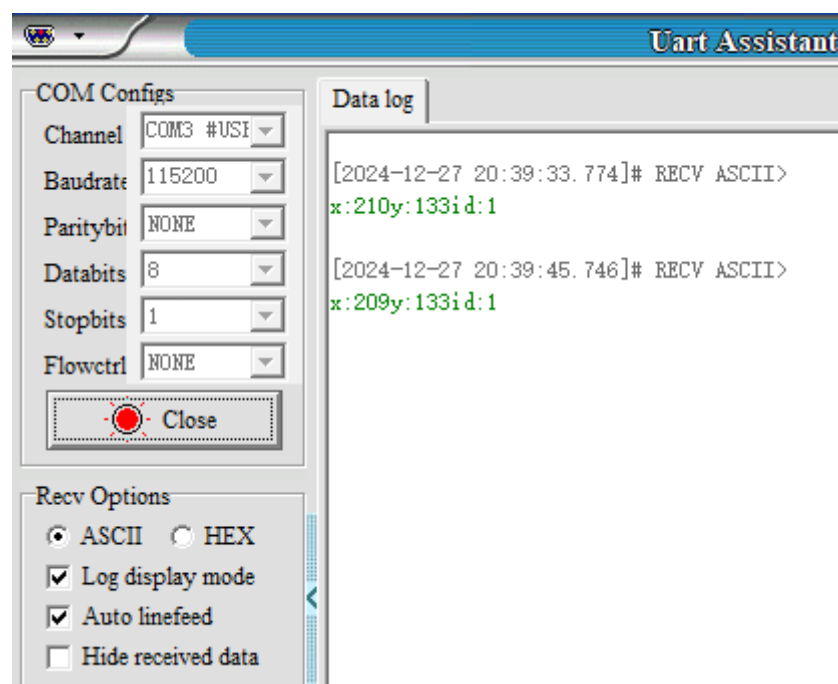 Uart Assistant
COM Configs
Channel COM3 #USI
Baudrate 115200
Paritybit NONE
Databits 8
Stopbits 1
Flowctrl NONE
Close
Recv Options
ASCII HEX
Log display mode
Auto linefeed
Hide received data
Data log
[2024-12-27 20:39:33.774]# RECV ASCII>
x:210y:133id:1
[2024-12-27 20:39:45.746]# RECV ASCII>
x:209y:133id:1